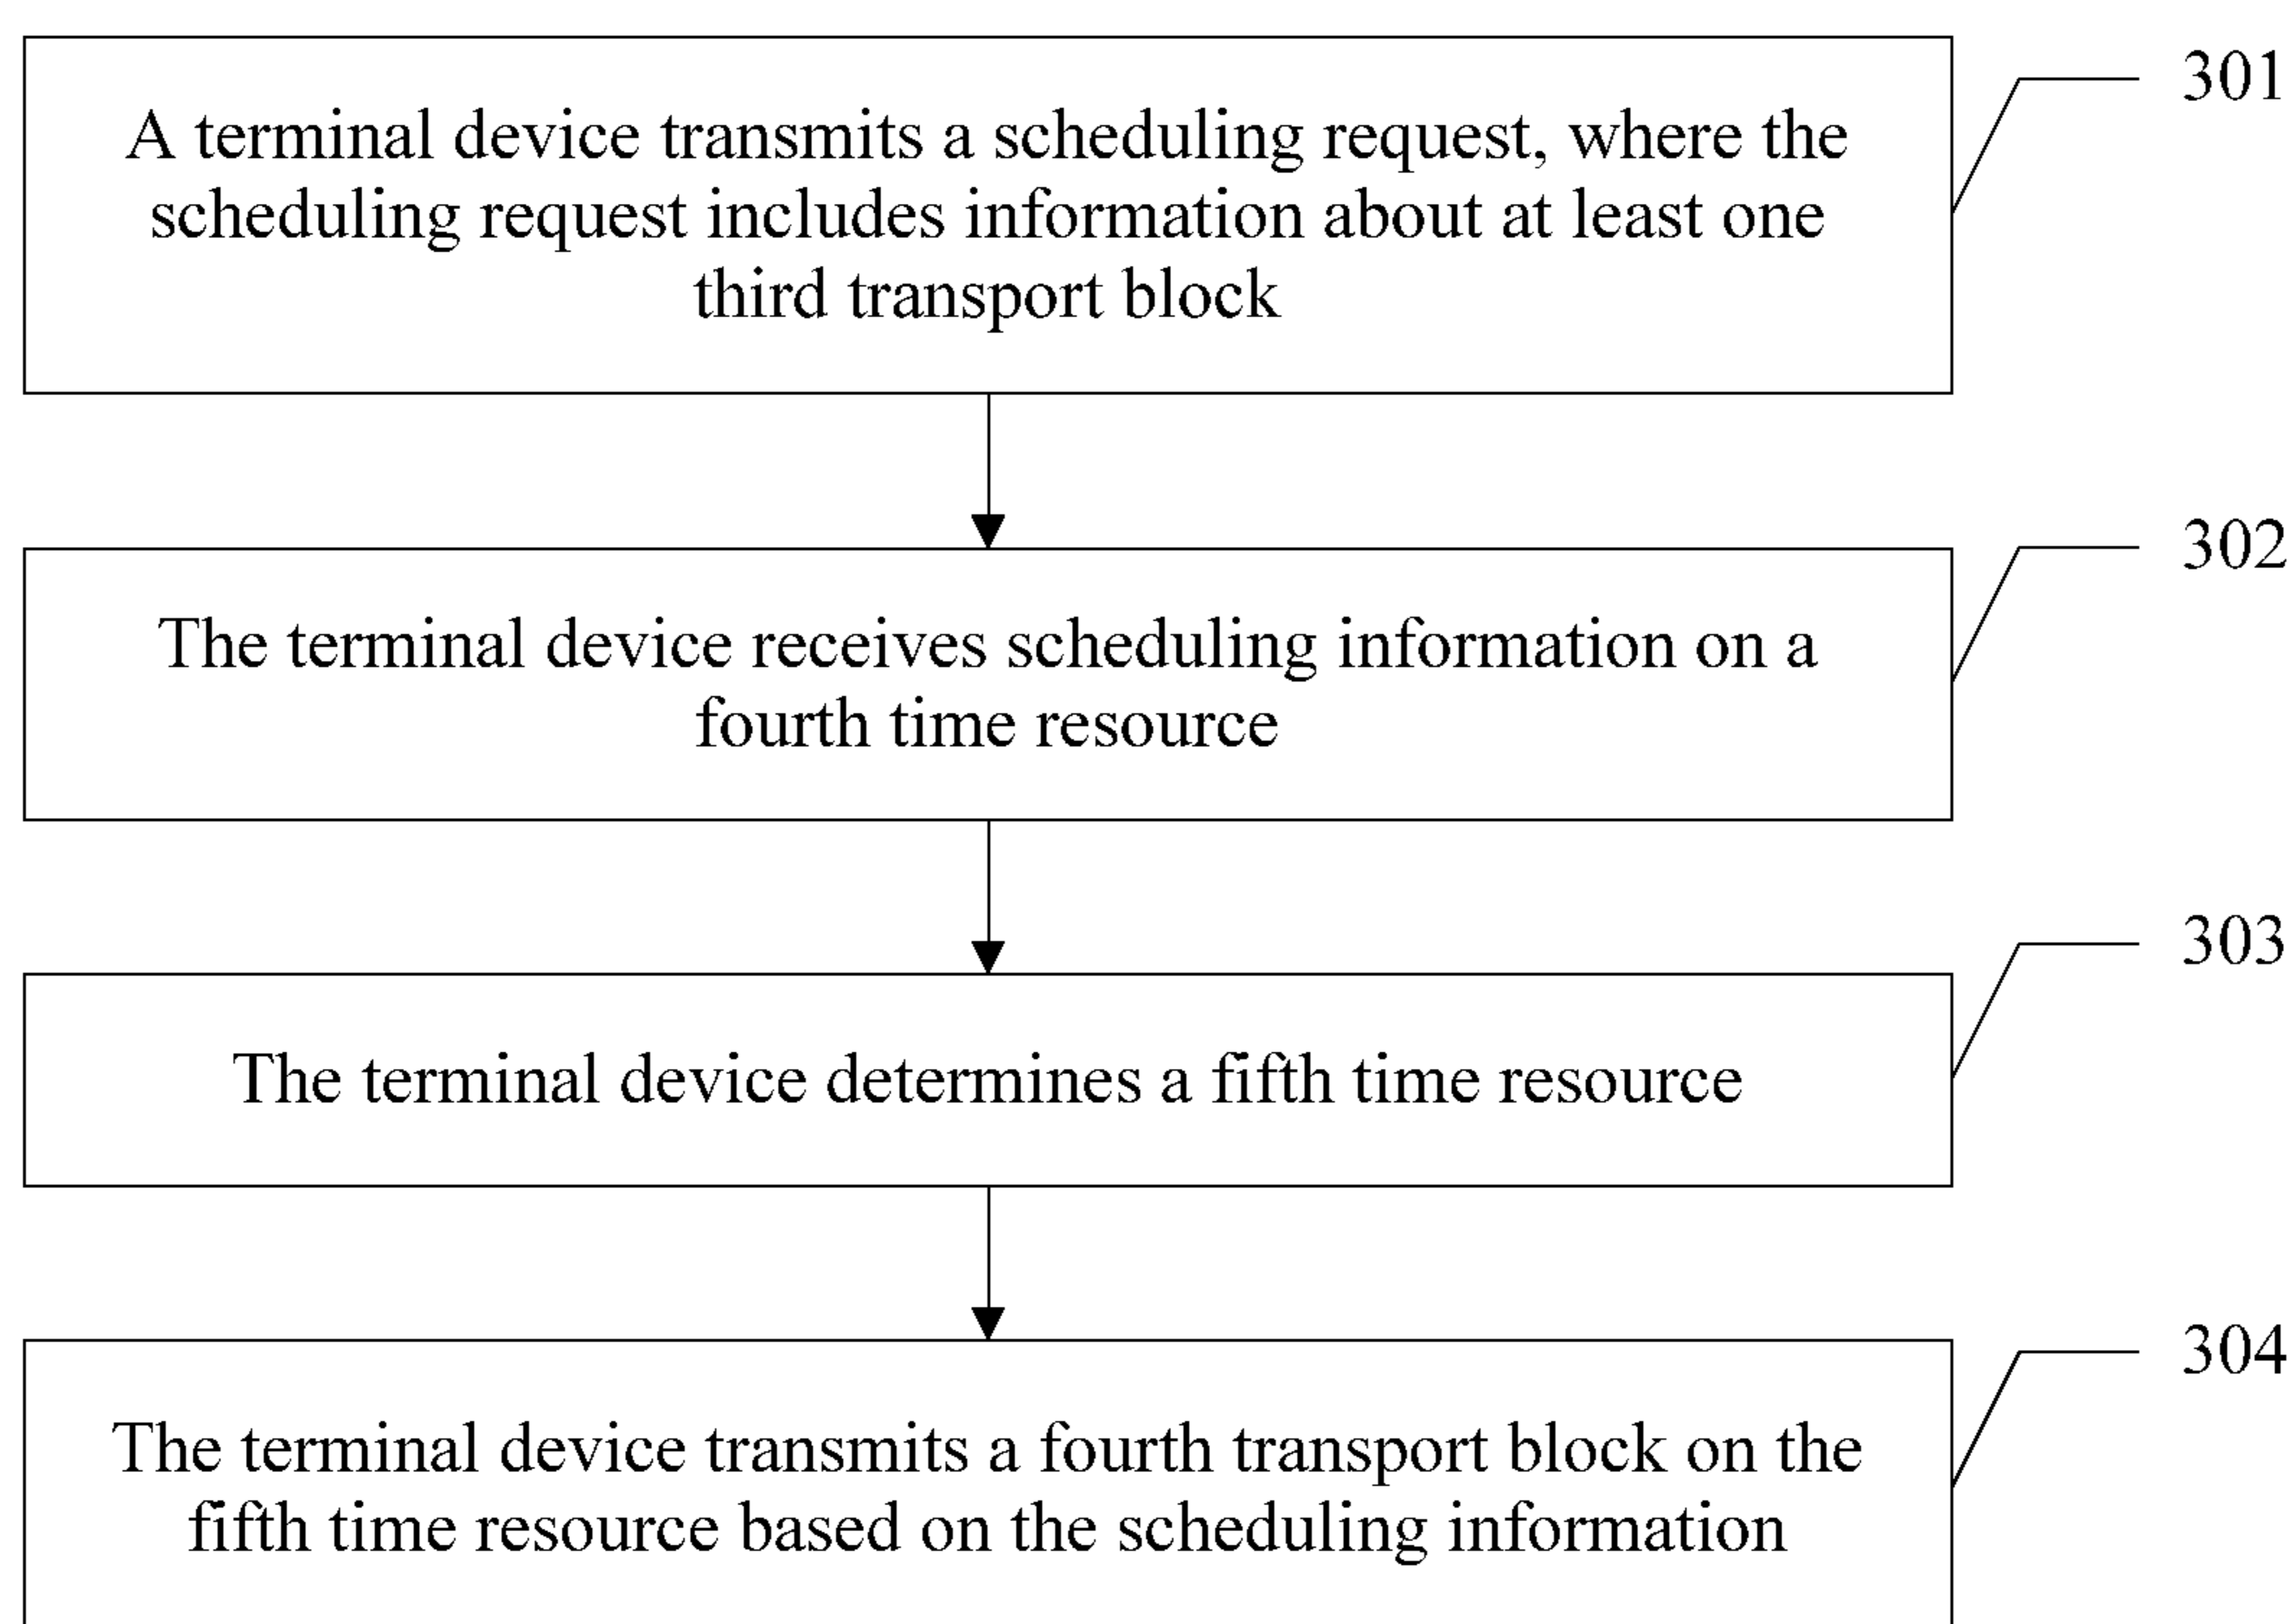 301
A terminal device transmits a scheduling request, where the
scheduling request includes information about at least one
third transport block
302
The terminal device receives scheduling information on a
fourth time resource
303
The terminal device determines a fifth time resource
304
The terminal device transmits a fourth transport block on the
fifth time resource based on the scheduling information